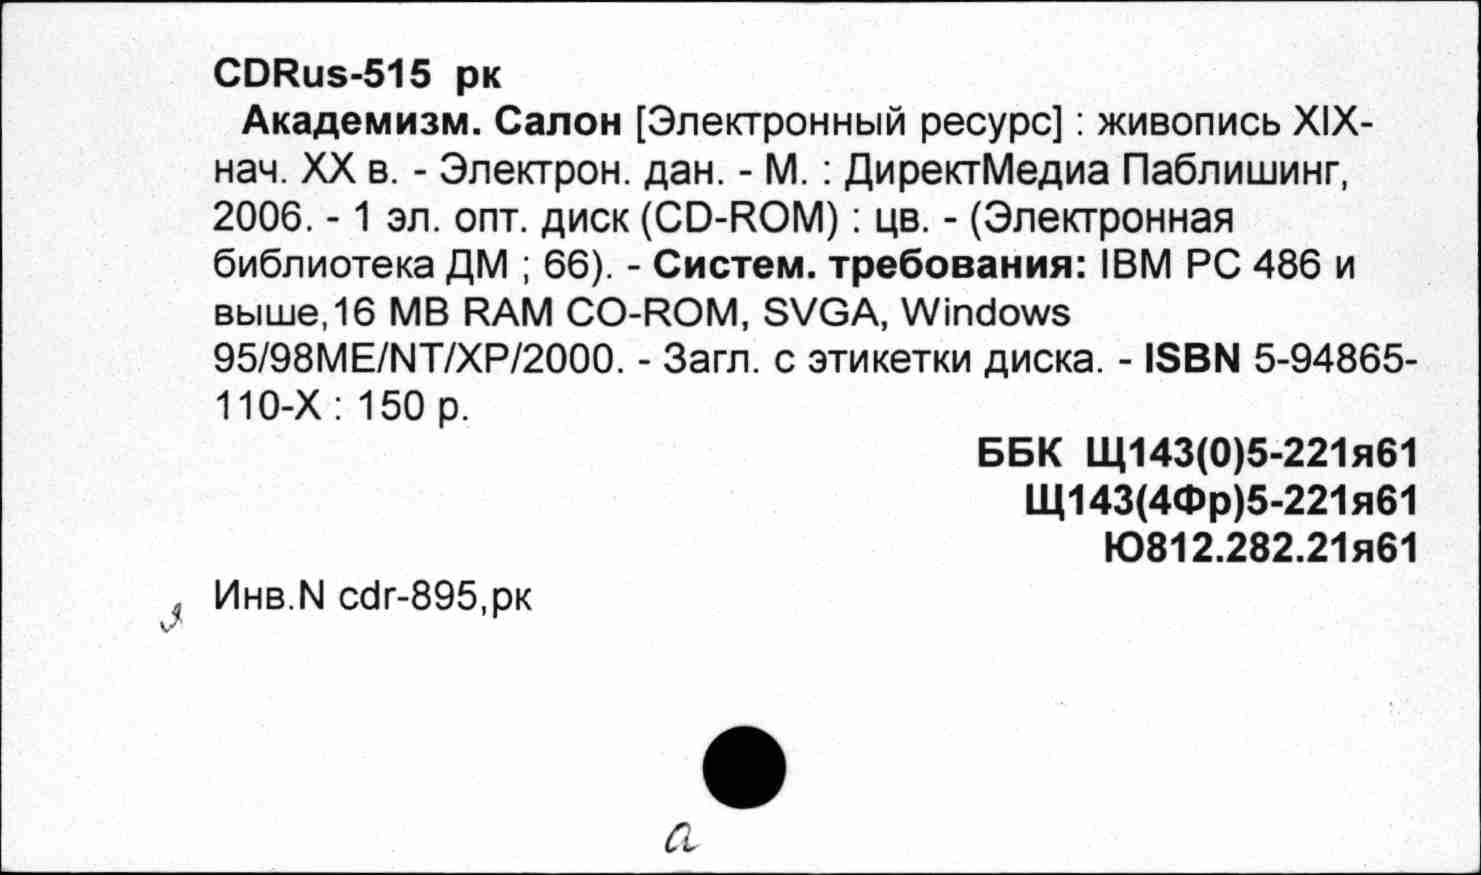 CDRus-515 рк
Академизм. Салон [Электронный ресурс] : живопись XIX-
нач. XX в. - Электрон. дан. - М. : ДиректМедиа Паблишинг,
2006. - 1 эл. опт. диск (CD-ROM) : цв. - (Электронная
библиотека ДМ ; 66). - Систем. требования: IBM PC 486 и
выше,16 MB RAM CO-ROM, SVGA, Windows
95/98ME/NT/XP/2000. - Загл. с этикетки диска. - ISBN 5-94865-
110-X : 150 р.
ББК Щ143(0)5-221я61
Щ143(4Фр)5-221я61
Ю812.282.21я61
Инв.N cdr-895,рк
а